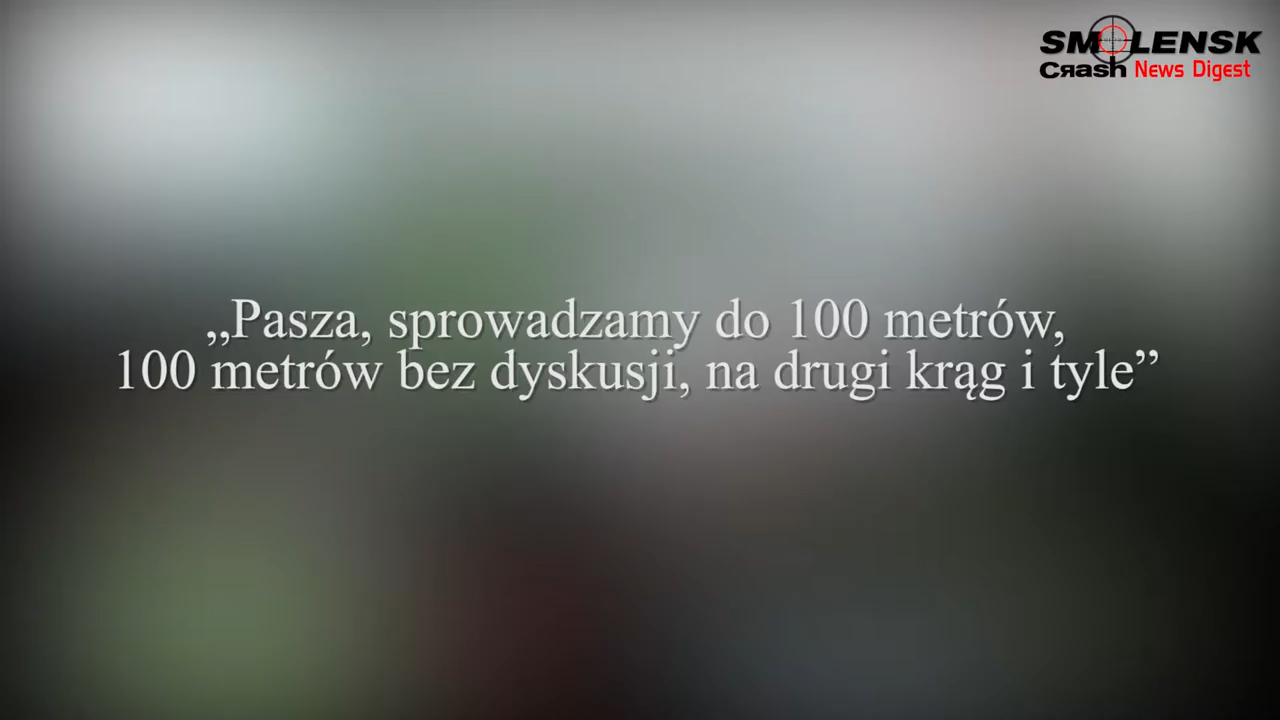 SMOLENSK
Crash News Digest
„Pasza, sprowadzamy do 100 metrów,
100 metrów bez dyskusji, na drugi krąg i tyle”